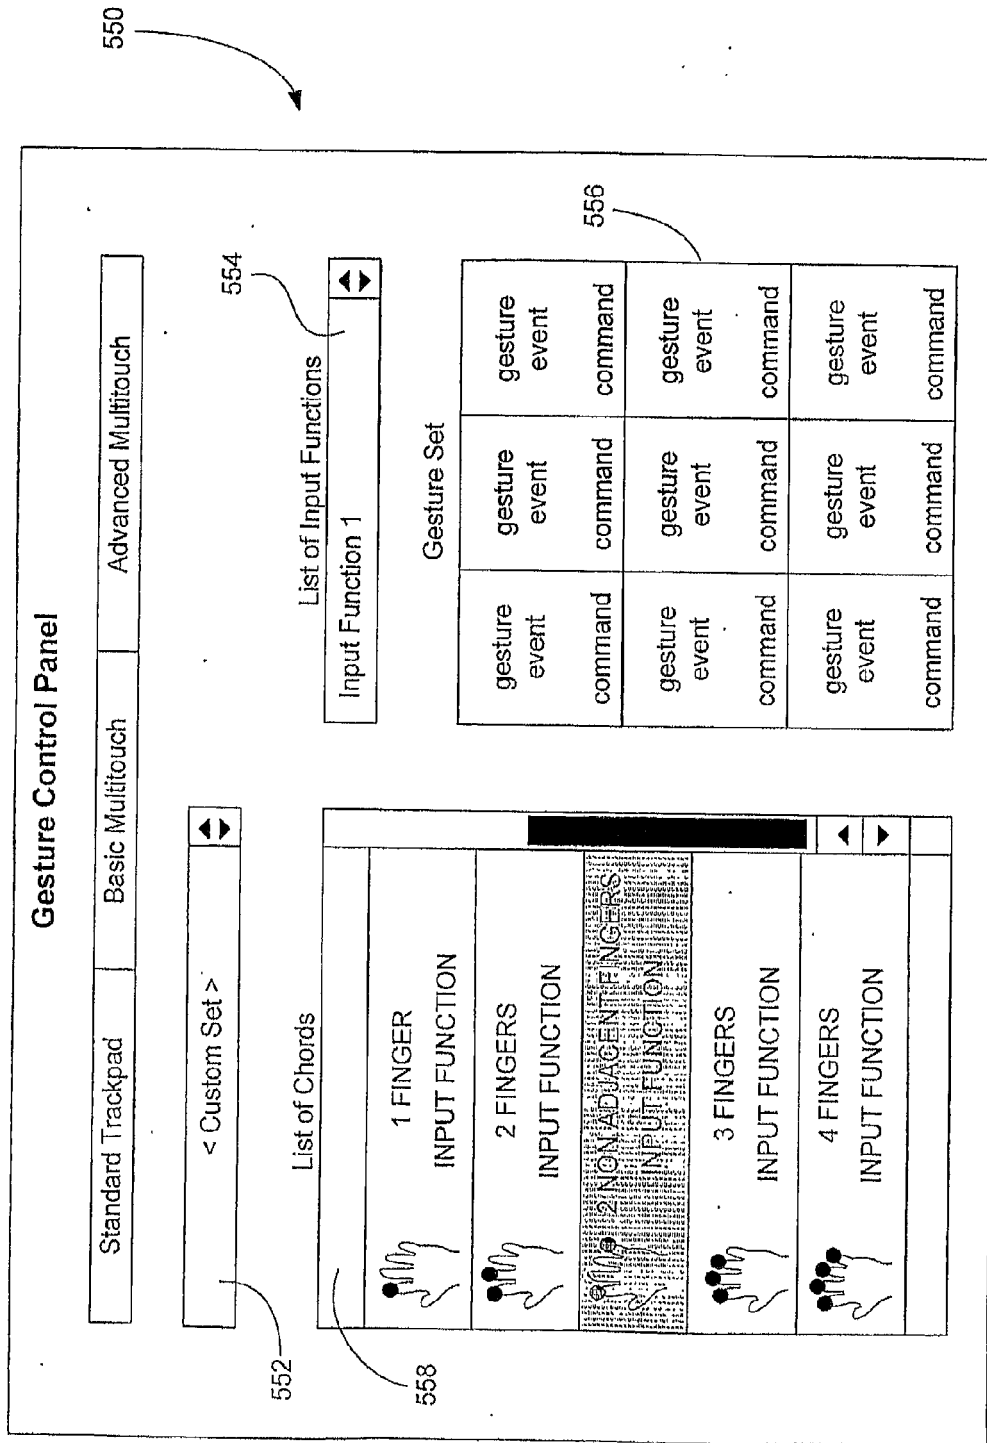 550
Gesture Control Panel
Standard Trackpad
Basic Multitouch
Advanced Multitouch
552
< Custom Set >
List of Chords
558
1 FINGER
INPUT FUNCTION
2 FINGERS
INPUT FUNCTION
2 NON ADJACENT FINGERS
INPUT FUNCTION
3 FINGERS
INPUT FUNCTION
4 FINGERS
INPUT FUNCTION
554
List of Input Functions
Input Function 1
Gesture Set
556
gesture
event
command
gesture
event
command
gesture
event
command
gesture
event
command
gesture
event
command
gesture
event
command
gesture
event
command
gesture
event
command
gesture
event
command